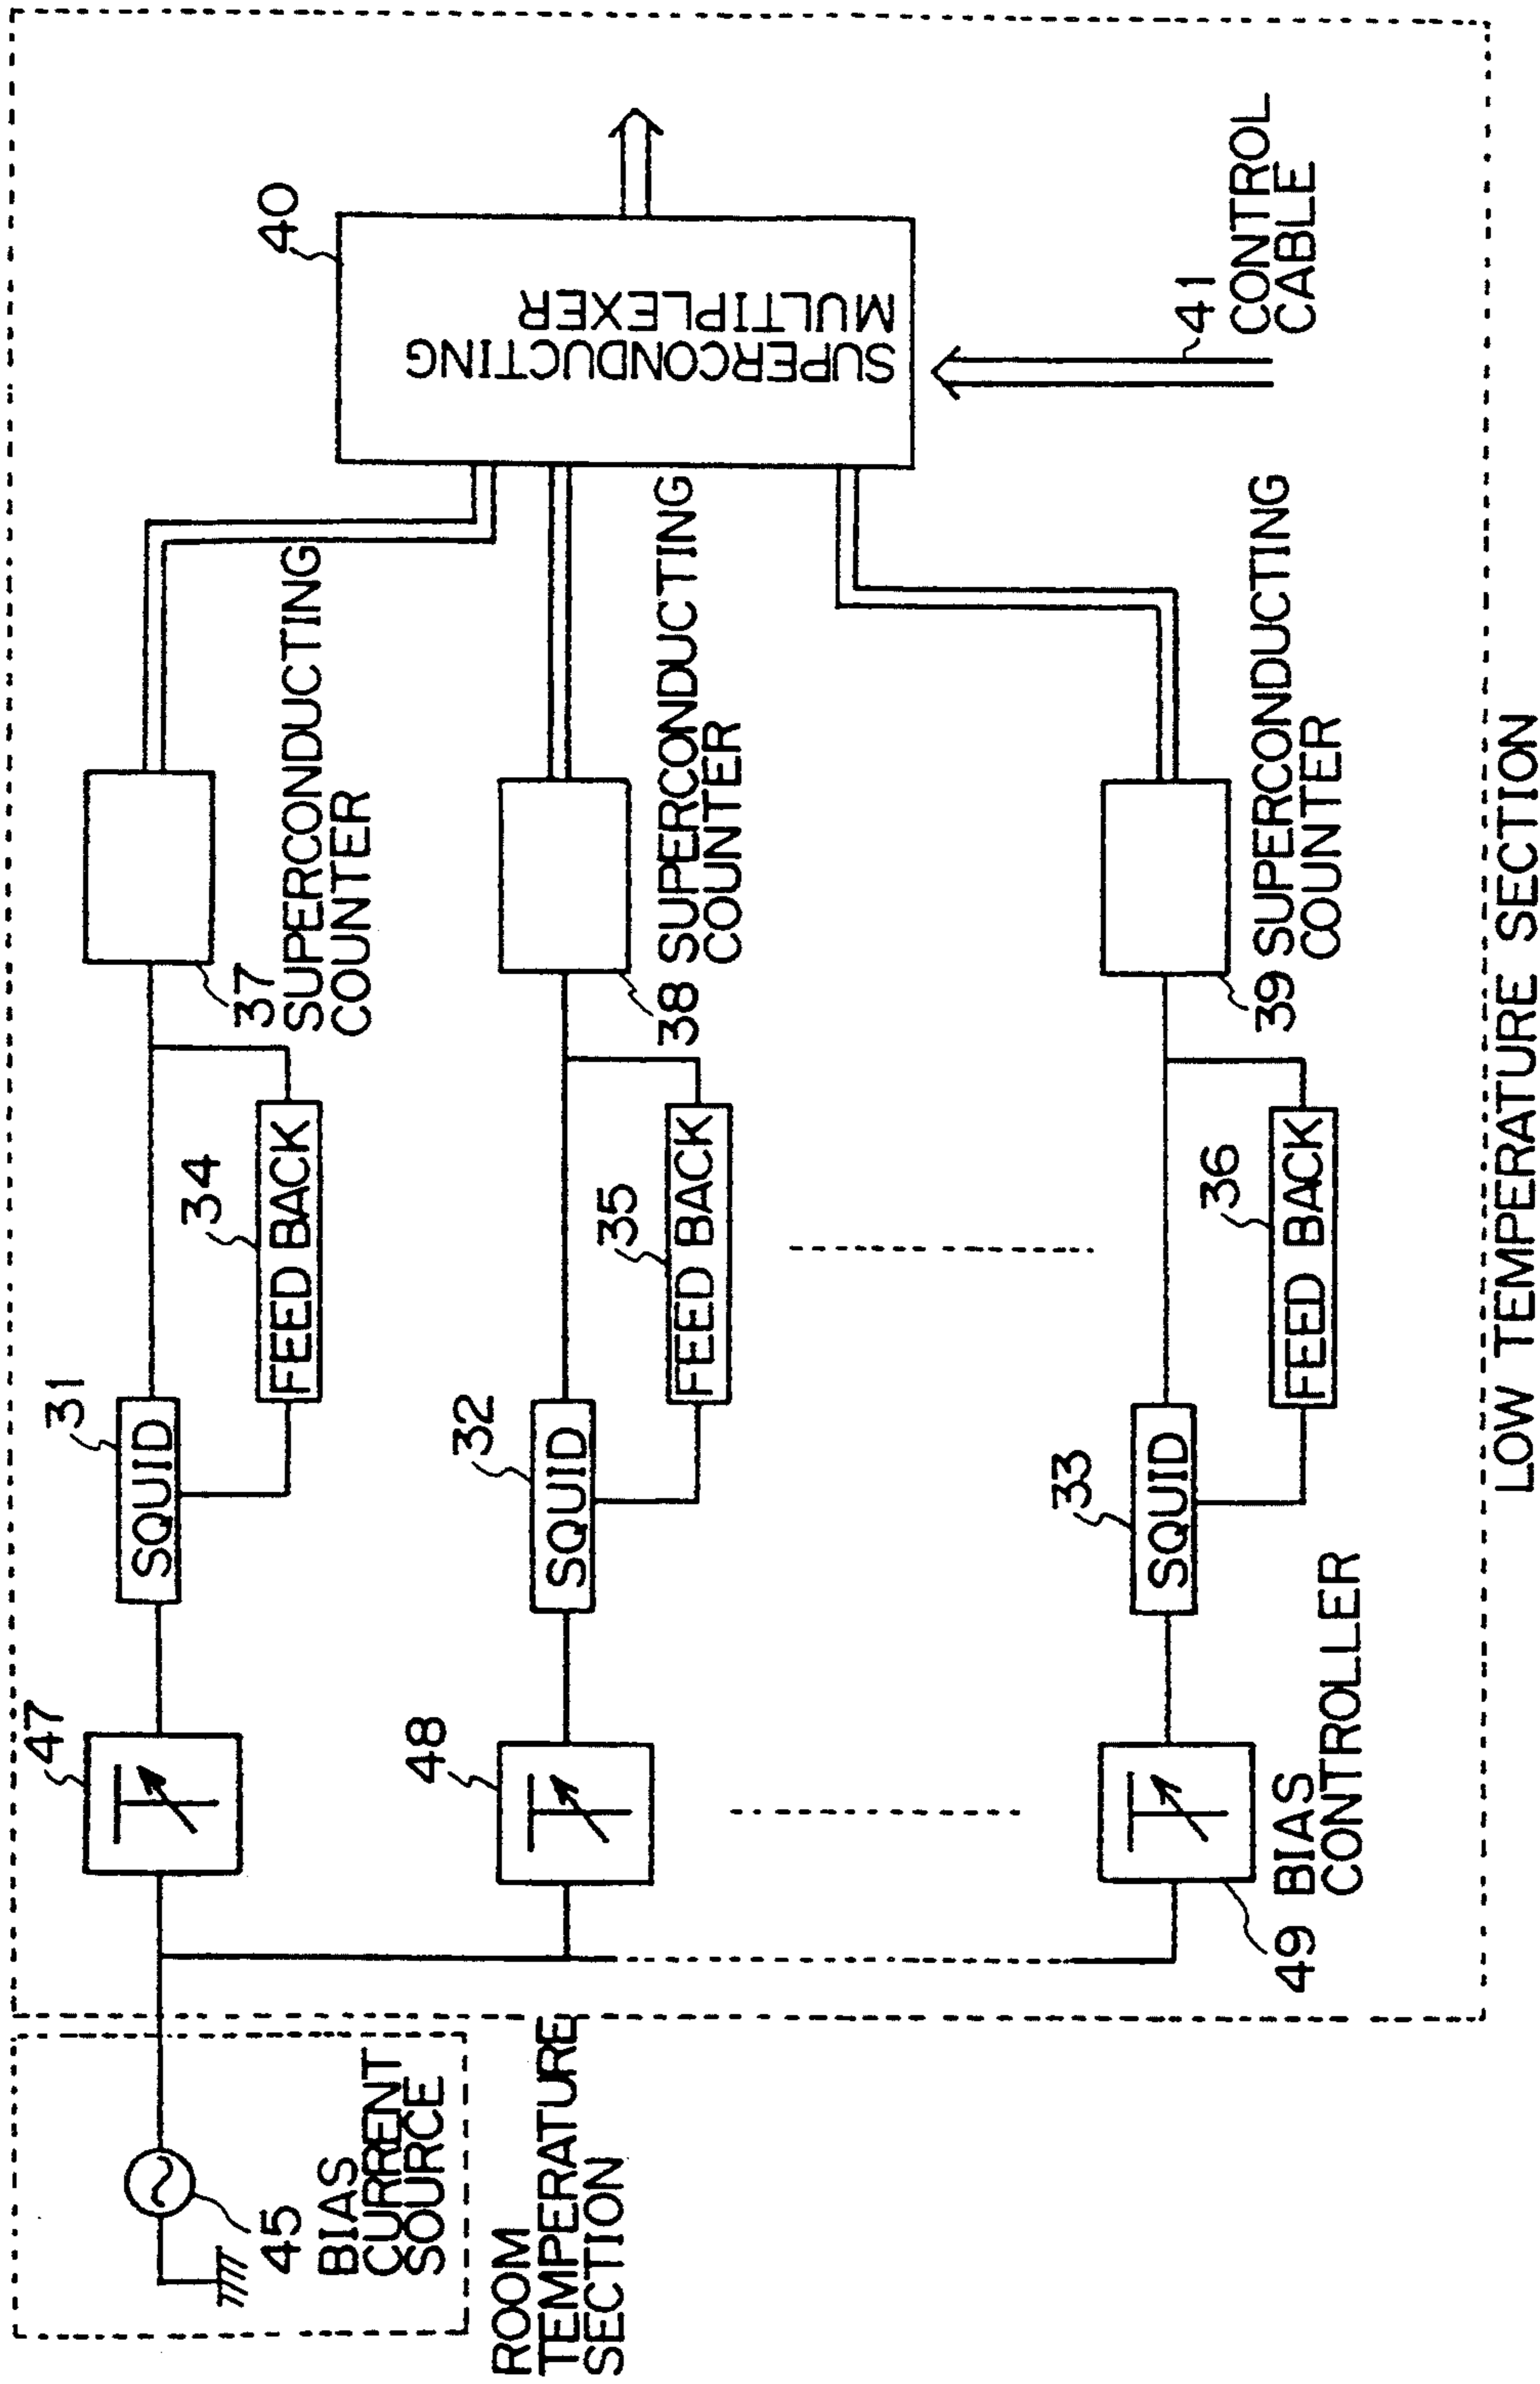 47
31
34
FEED BACK
SQUID
37
SUPERCONDUCTING
COUNTER
40
SUPERCONDUCTING
MULTIPLEXER
45
BIAS
CURRENT
SOURCE
48
32
SQUID
35
FEED BACK
38 SUPERCONDUCTING
COUNTER
ROOM
TEMPERATURE
SECTION
33
SQUID
36
FEED BACK
41
CONTROL
CABLE
49 BIAS
CONTROLLER
39 SUPERCONDUCTING
COUNTER
LOW TEMPERATURE SECTION